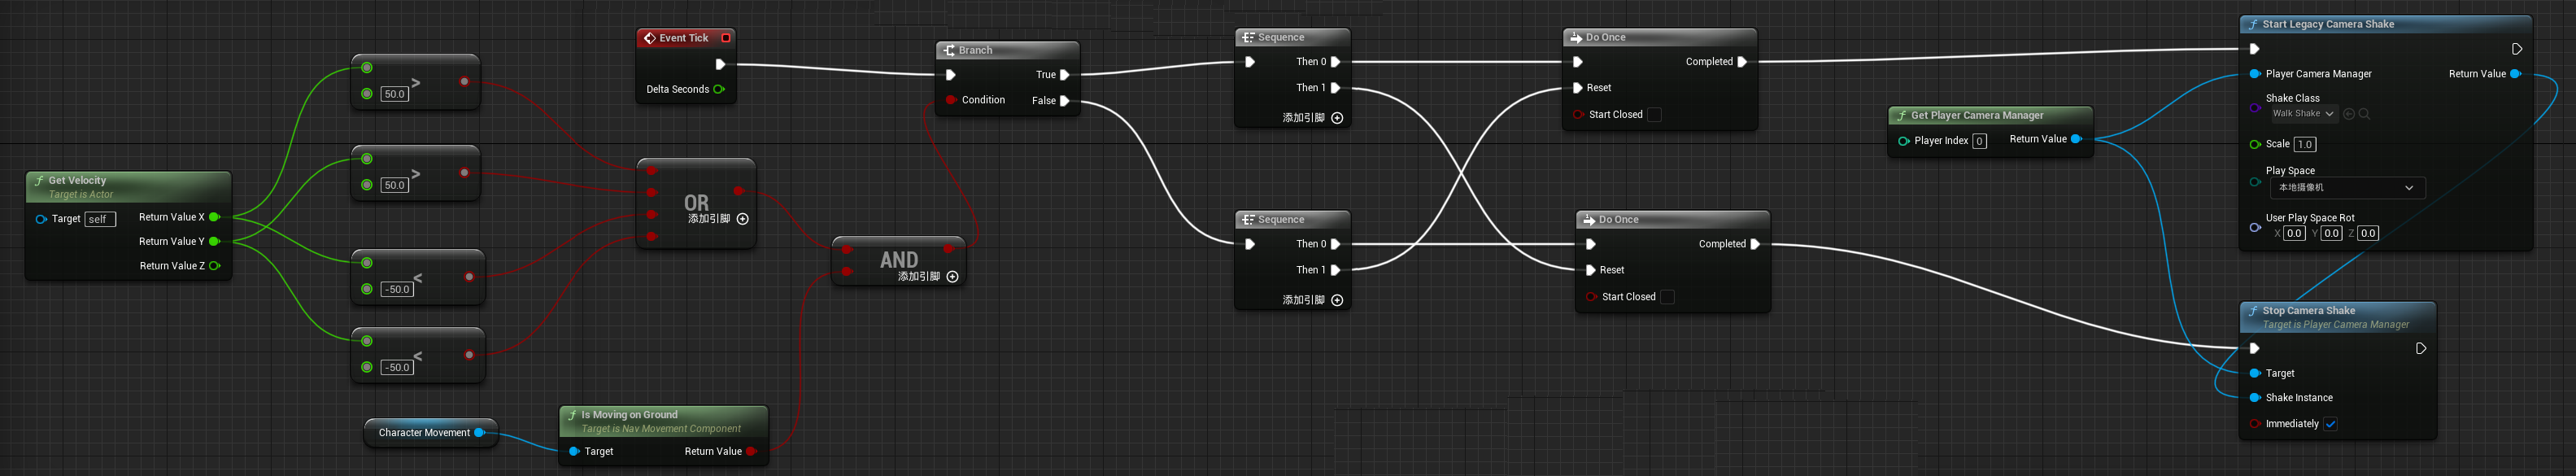 Get Velocity
Target is Actor
Target self
Return Value X
Return Value Y
Return Value Z
>
50.0
>
50.0
<
-50.0
<
-50.0
Character Movement
Is Moving on Ground
Target is Nav Movement Component
Target
Return Value
Event Tick
Delta Seconds
OR
添加引脚
AND
添加引脚
Branch
True
Condition
False
Sequence
Then 0
Then 1
添加引脚
Sequence
Then 0
Then 1
添加引脚
Do Once
Completed
Reset
Start Closed
Do Once
Completed
Reset
Start Closed
Get Player Camera Manager
Player Index 0
Return Value
Start Legacy Camera Shake
Player Camera Manager
Return Value
Shake Class
Walk Shake
Scale 1.0
Play Space
本地摄像机
User Play Space Rot
X 0.0 Y 0.0 Z 0.0
Stop Camera Shake
Target is Player Camera Manager
Target
Shake Instance
Immediately